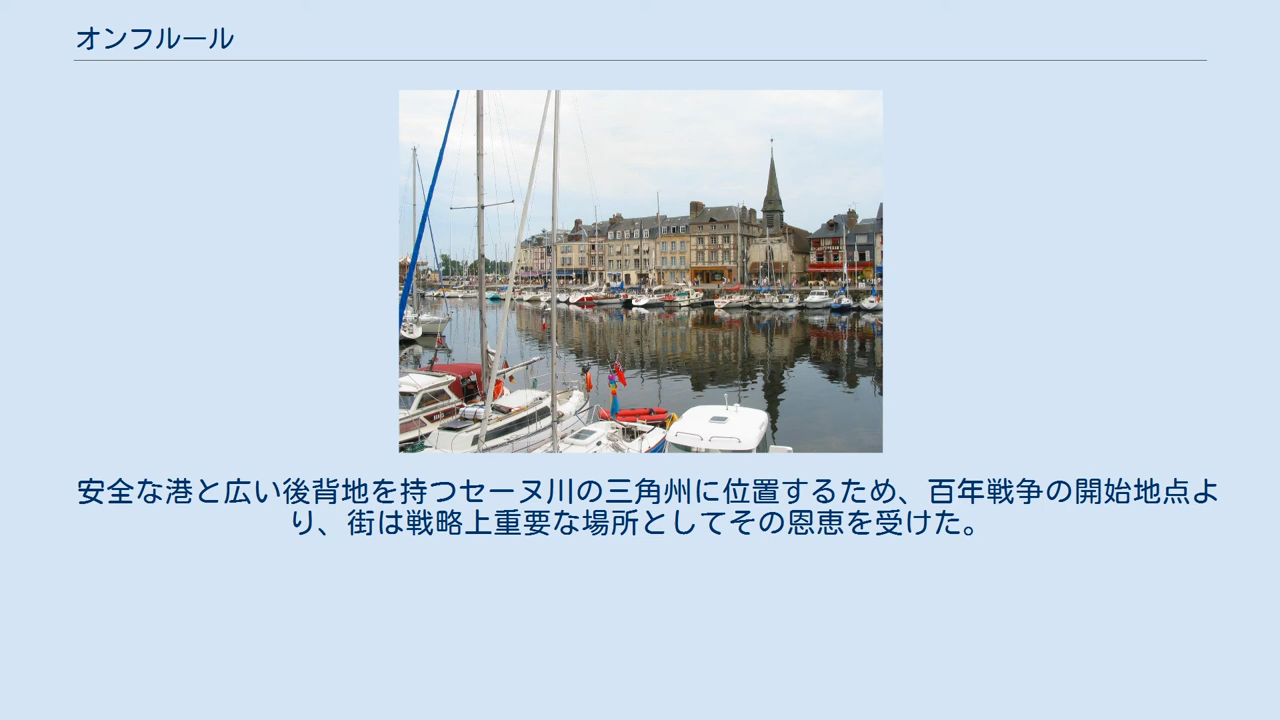 オンフルール
安全な港と広い後背地を持つセーヌ川の三角州に位置するため、百年戦争の開始地点よ
り、街は戦略上重要な場所としてその恩恵を受けた。